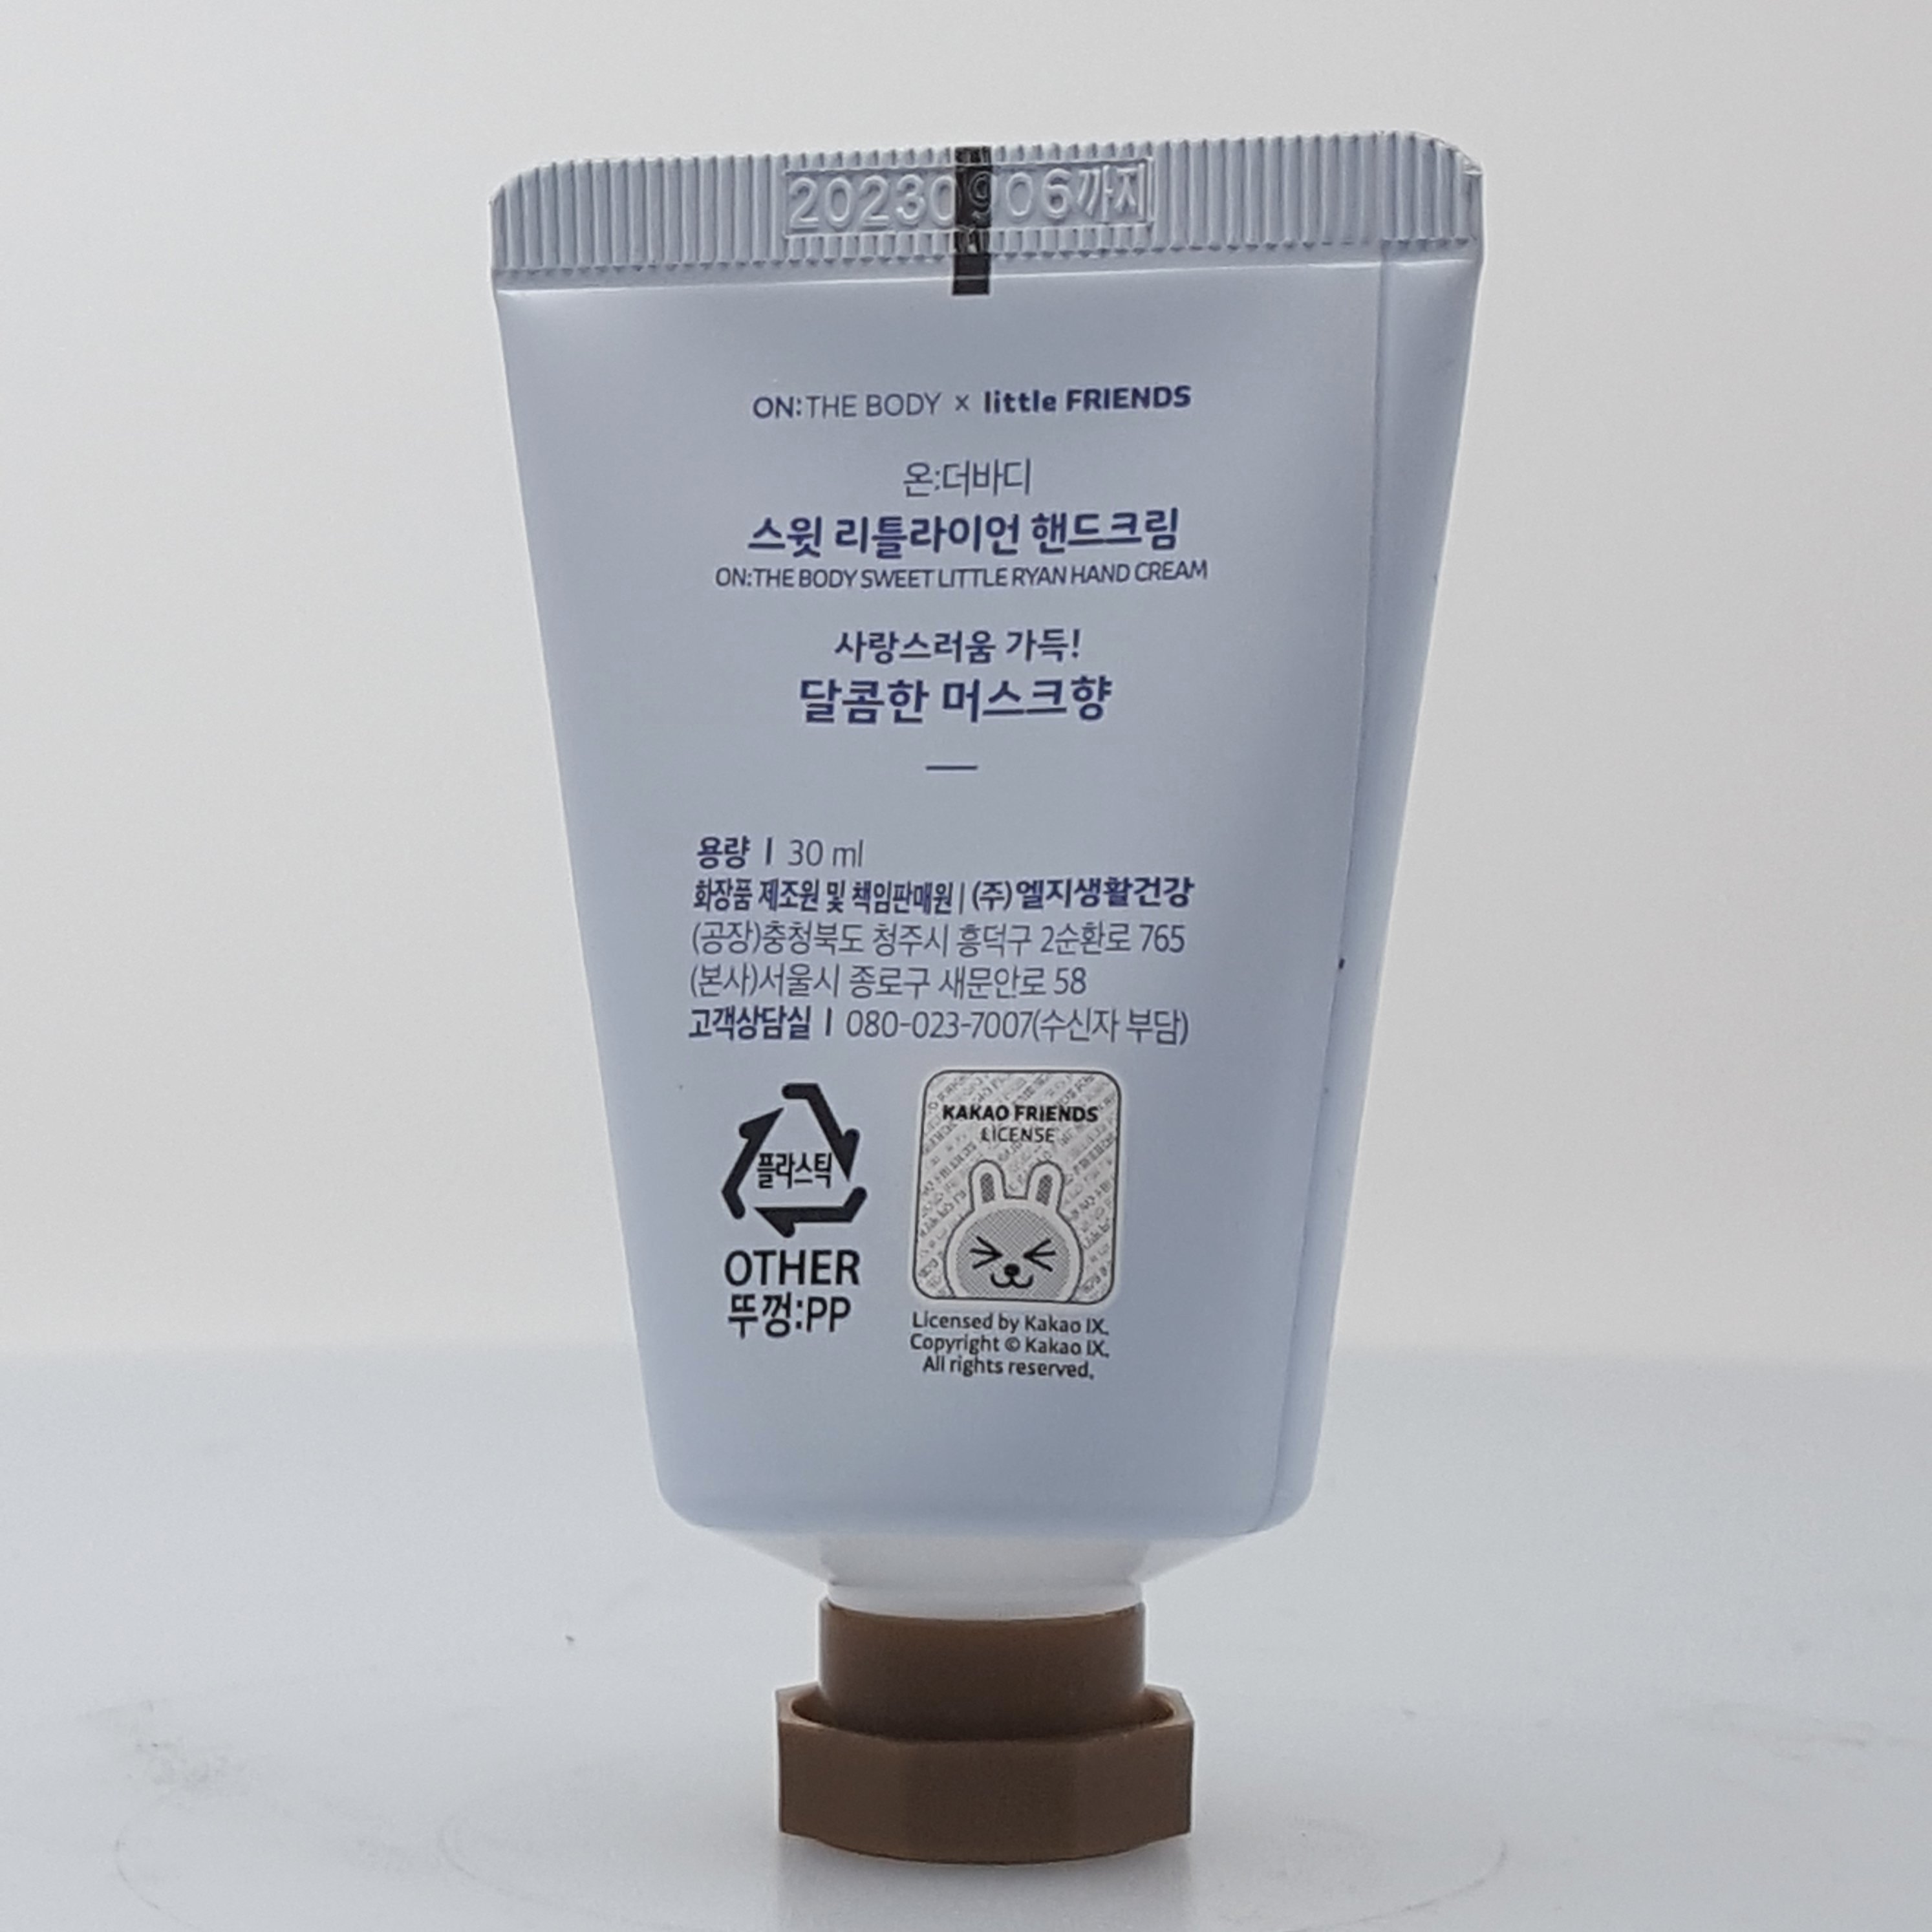 20230906까지
ON:THE BODY x little FRIENDS
온:더바디
스윗 리틀라이언 핸드크림
ON:THE BODY SWEET LITTLE RYAN HAND CREAM
사랑스러움 가득!
달콤한 머스크향
용량 | 30 ml
화장품 제조원 및 책임판매원 | (주)엘지생활건강
(공장)충청북도 청주시 흥덕구 2순환로 765
(본사)서울시 종로구 새문안로 58
고객상담실 | 080-023-7007(수신자 부담)
플라스틱
OTHER
뚜껑:PP
KAKAO FRIENDS
LICENSE
Licensed by Kakao IX.
Copyright © Kakao IX.
All rights reserved.